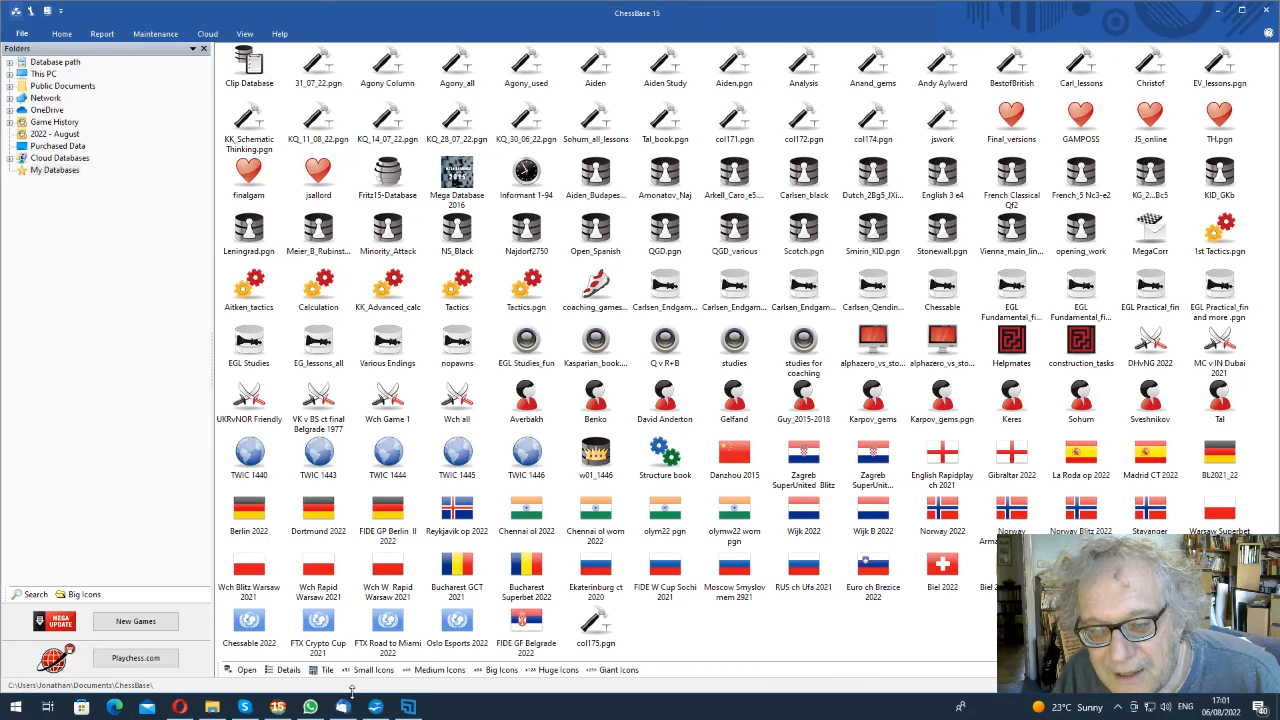 ChessBase 15
File Home Report Maintenance Cloud View Help
Folders
Database path
This PC
Public Documents
Network
OneDrive
Game History
2022 - August
Purchased Data
Cloud Databases
My Databases
Clip Database 31_07_22.pgn Agony Column Agony_all Agony_used Aiden Aiden Study Aiden.pgn Analysis Anand_gems Andy Aylward BestofBritish Carl_lessons Christof EV_lessons.pgn
KK_Schematic Thinking.pgn KQ_11_08_22.pgn KQ_14_07_22.pgn KQ_28_07_22.pgn KQ_30_06_22.pgn Sohum_all_lessons Tal_book.pgn col171.pgn col172.pgn col174.pgn jswork Final_versions GAMPOSS JS_online TH.pgn
finalgam jsallord Fritz15-Database Mega Database 2016 Informant 1-94 Aiden_Budapes... Armonatov_Naj Arkell_Caro_e5.... Carlsen_black Dutch_2Bg5_JXi... English 3 e4 French Classical Qf2 French_5 Nc3-e2 KG_2...Bc5 KID_GKb
Leningrad.pgn Meier_B_Rubinst... Minority_Attack NS_Black Najdorf2750 Open_Spanish QGD.pgn QGD_various Scotch.pgn Smirin_KID.pgn Stonewall.pgn Vienna_main_lin... opening_work MegaCorr 1st Tactics.pgn
Aitken_tactics Calculation KK_Advanced_calc Tactics Tactics.pgn coaching_games... Carlsen_Endgam... Carlsen_Endgam... Carlsen_Endgam... Carlsen_Qendin... Chessable EGL Fundamental_fi... EGL Fundamental_f... EGL Practical_fin EGL Practical_fin and more .pgn
EGL Studies EG_lessons_all Various Endings nopawns EGL Studies_fun Kasparian_book.... Q v R+B studies studies for coaching alphazero_vs_sto... alphazero_vs_sto... Helpmates construction_tasks DHvNG 2022 MC v IN Dubai 2021
UKRvNOR Friendly VK v BS ct final Belgrade 1977 Wch Game 1 Wch all Averbakh Benko David Anderton Gelfand Guy_2015-2018 Karpov_gems Karpov_gems.pgn Keres Sohum Sveshnikov Tal
TWIC 1440 TWIC 1443 TWIC 1444 TWIC 1445 TWIC 1446 w01_1446 Structure book Danzhou 2015 Zagreb SuperUnited Blitz Zagreb SuperUnit... English Rapidplay ch 2021 Gibraltar 2022 La Roda op 2022 Madrid CT 2022 BL2021_22
Berlin 2022 Dortmund 2022 FIDE GP Berlin II 2022 Reykjavik op 2022 Chennai ol 2022 Chennai ol wom 2022 olym22 pgn olymw22 wom pgn Wijk 2022 Wijk B 2022 Norway 2022 Norway Arma Norway Blitz 2022 Stavanger Warsaw Superbet
Wch Blitz Warsaw 2021 Wch Rapid Warsaw 2021 Wch W Rapid Warsaw 2021 Bucharest GCT 2021 Bucharest Superbet 2022 Ekaterinburg ct 2020 FIDE W Cup Sochi 2021 Moscow Smyslov mem 2921 RUS ch Ufa 2021 Euro ch Brezice 2022 Biel 2022 Biel
Chessable 2022 FTX Crypto Cup 2021 FTX Road to Miami 2022 Oslo Esports 2022 FIDE GF Belgrade 2022 col175.pgn
Search Big Icons
MEGA UPDATE New Games
Playchess.com
Open Details Tile Small Icons Medium Icons Big Icons Huge Icons Giant Icons
C:\Users\Jonathan\Documents\ChessBase\
23°C Sunny ENG 17:01
06/08/2022